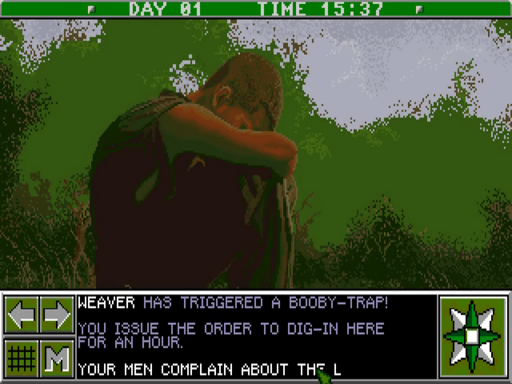 DAY 01 TIME 15:37
WEAVER HAS TRIGGERED A BOOBY-TRAP!
YOU ISSUE THE ORDER TO DIG-IN HERE
FOR AN HOUR.
YOUR MEN COMPLAIN ABOUT THE L
M